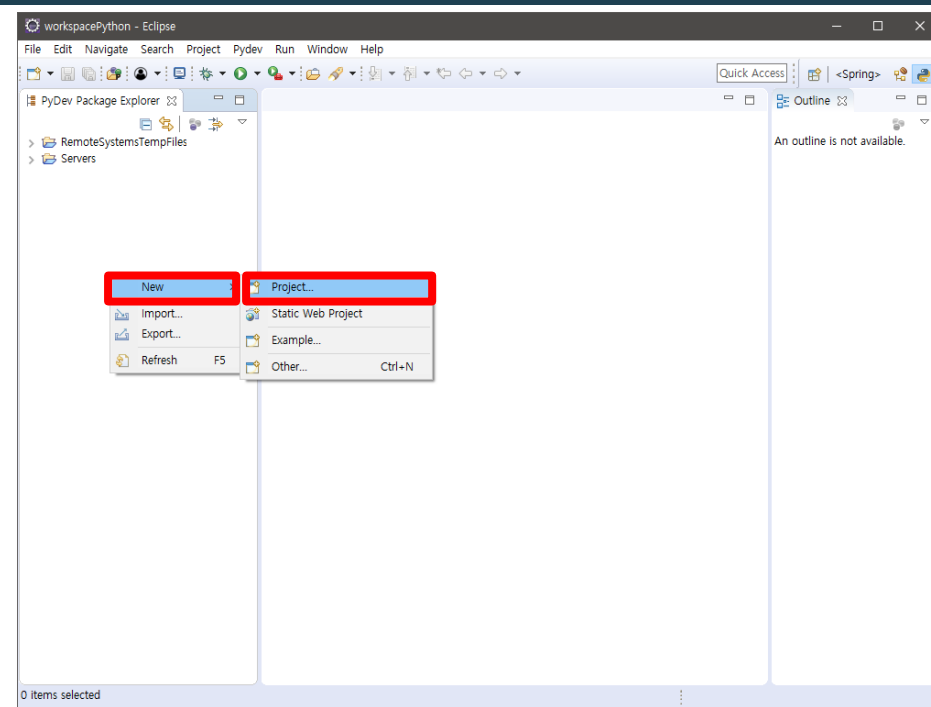 workspacePython - Eclipse
File Edit Navigate Search Project Pydev Run Window Help
Quick Access <Spring>
PyDev Package Explorer
RemoteSystemsTempFiles
Servers
Outline
An outline is not available.
New
Import...
Export...
Refresh F5
Project...
Static Web Project
Example...
Other... Ctrl+N
0 items selected